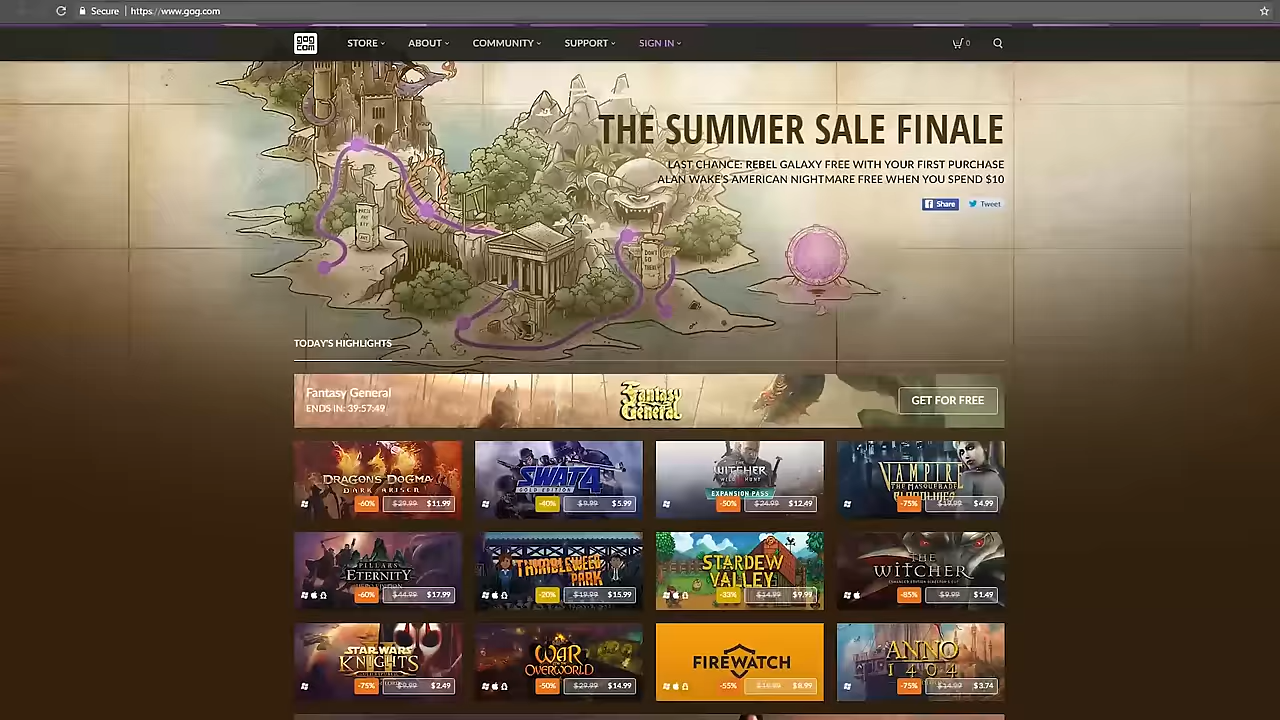 Secure
https://www.gog.com
gog
com
STORE
ABOUT
COMMUNITY
SUPPORT
SIGN IN
0
THE SUMMER SALE FINALE
LAST CHANCE: REBEL GALAXY FREE WITH YOUR FIRST PURCHASE
ALAN WAKE'S AMERICAN NIGHTMARE FREE WHEN YOU SPEND $10
Share
Tweet
DON'T
GO
THERE!
TODAY'S HIGHLIGHTS
Fantasy General
ENDS IN: 39:57:49
Fantasy
General
GET FOR FREE
DRAGON'S DOGMA
DARK ARISEN
-60% $29.99 $11.99
SWAT 4
GOLD EDITION
-40% $9.99 $5.99
THE
WITCHER
WILD HUNT
EXPANSION PASS
-50% $24.99 $12.49
VAMPIRE
THE MASQUERADE
BLOODLINES
-75% $19.99 $4.99
PILLARS
ETERNITY
-60% $44.99 $17.99
THIMBLEWEED
PARK
-20% $19.99 $15.99
STARDEW
VALLEY
-33% $14.99 $9.99
THE
WITCHER
-85% $9.99 $1.49
STAR WARS
KNIGHTS
-75% $9.99 $2.49
WAR
OVERWORLD
-50% $29.99 $14.99
FIREWATCH
-55% $19.99 $8.99
ANNO
1404
-75% $14.99 $3.74